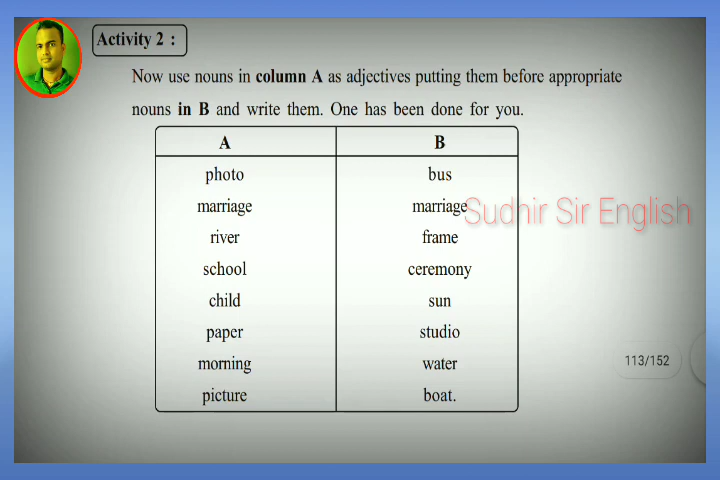 Activity 2 :
Now use nouns in column A as adjectives putting them before appropriate
nouns in B and write them. One has been done for you.
A B
photo bus
marriage marriage
river frame
school ceremony
child sun
paper studio
morning water
picture boat.
Sudhir Sir English
113/152